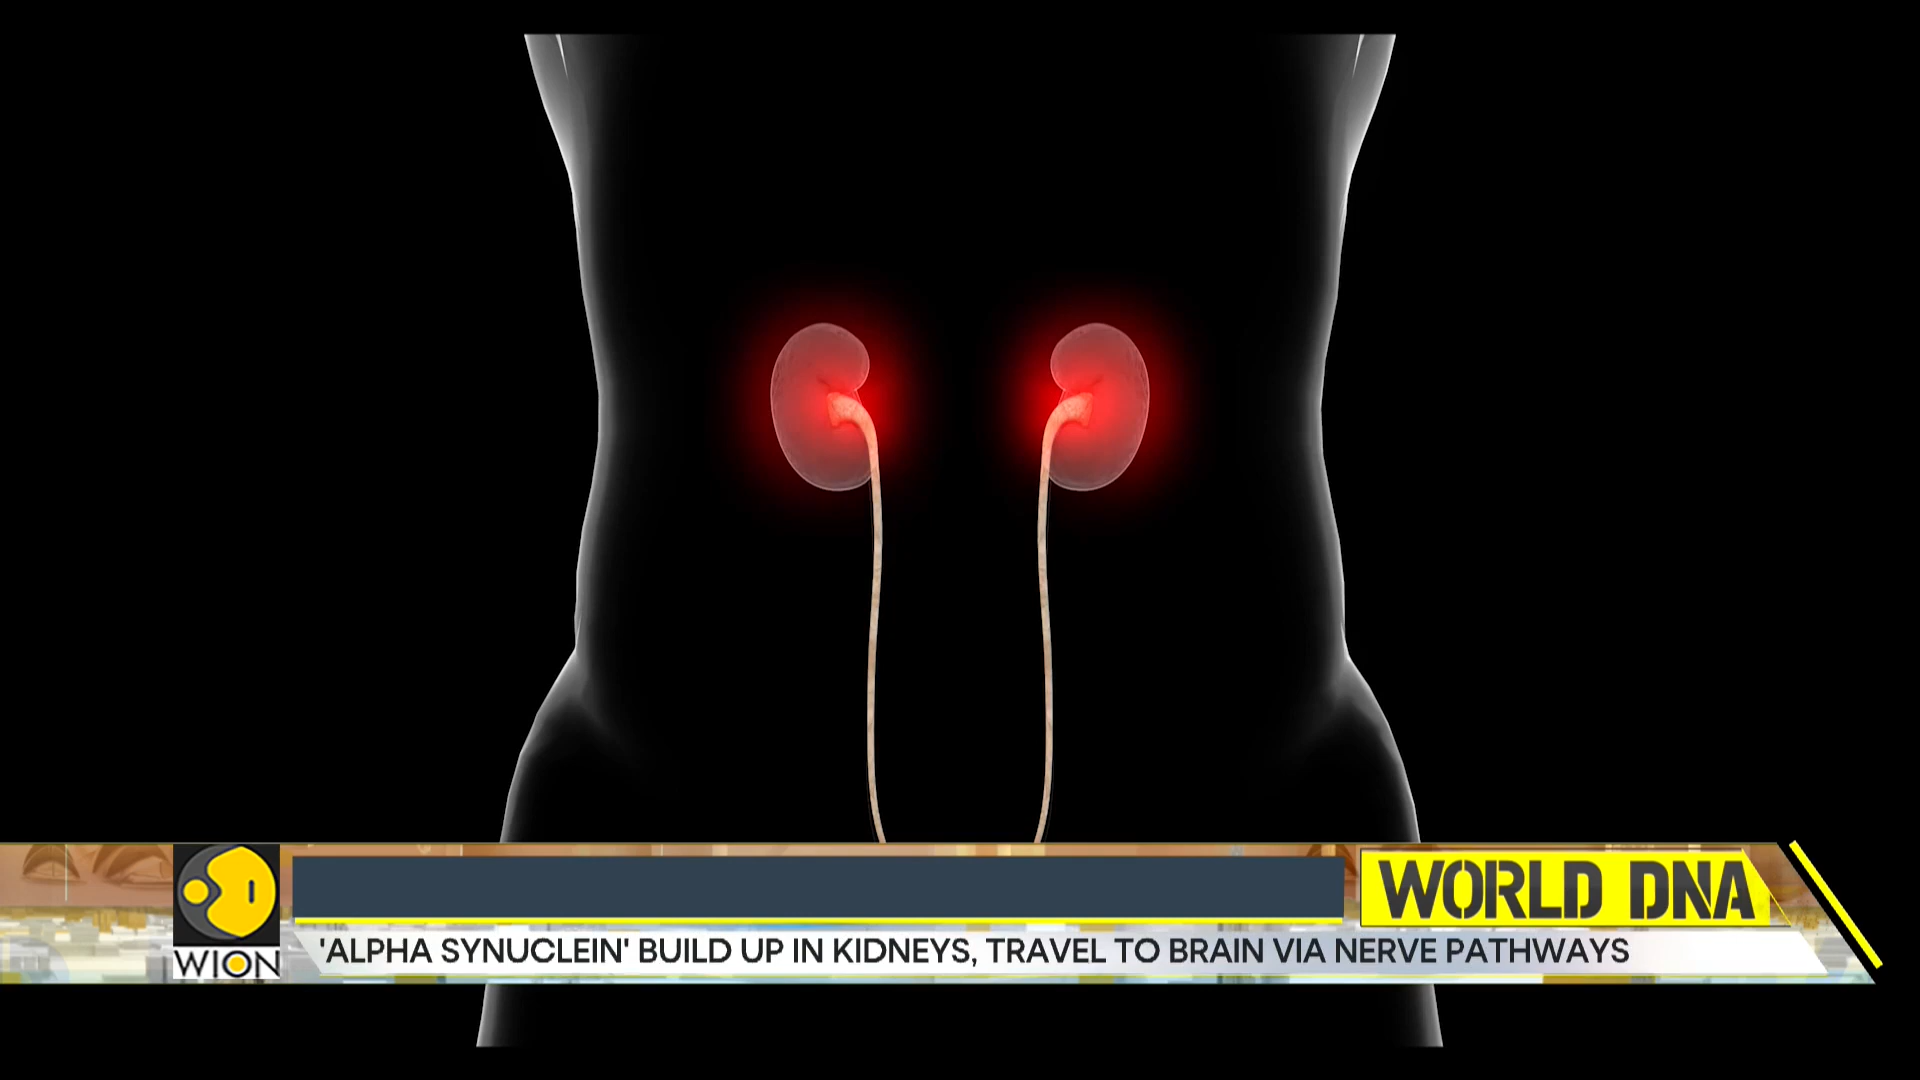 WORLD DNA
WION
'ALPHA SYNUCLEIN' BUILD UP IN KIDNEYS, TRAVEL TO BRAIN VIA NERVE PATHWAYS